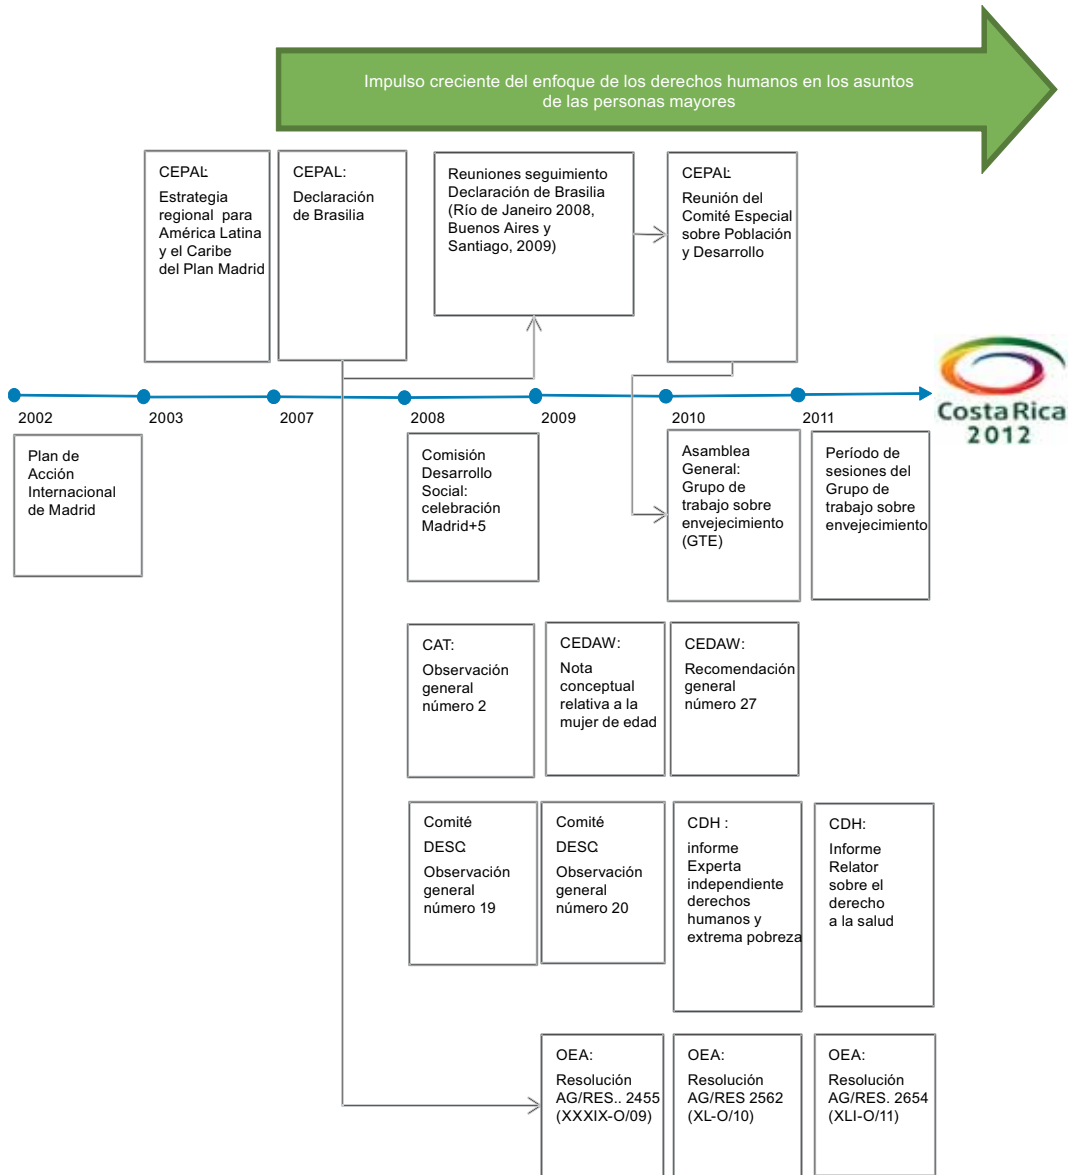 Impulso creciente del enfoque de los derechos humanos en los asuntos
de las personas mayores
CEPAL:
Estrategia
regional para
América Latina
y el Caribe
del Plan Madrid
CEPAL:
Declaración
de Brasilia
Reuniones seguimiento
Declaración de Brasilia
(Río de Janeiro 2008,
Buenos Aires y
Santiago, 2009)
CEPAL:
Reunión del
Comité Especial
sobre Población
y Desarrollo
2002
2003
2007
2008
2009
2010
2011
Costa Rica
2012
Plan de
Acción
Internacional
de Madrid
Comisión
Desarrollo
Social:
celebración
Madrid+5
Asamblea
General:
Grupo de
trabajo sobre
envejecimiento
(GTE)
Período de
sesiones del
Grupo de
trabajo sobre
envejecimiento
CAT:
Observación
general
número 2
CEDAW:
Nota
conceptual
relativa a la
mujer de edad
CEDAW:
Recomendación
general
número 27
Comité
DESC:
Observación
general
número 19
Comité
DESC:
Observación
general
número 20
CDH :
informe
Experta
independiente
derechos
humanos y
extrema pobreza
CDH:
Informe
Relator
sobre el
derecho
a la salud
OEA:
Resolución
AG/RES.. 2455
(XXXIX-O/09)
OEA:
Resolución
AG/RES 2562
(XL-O/10)
OEA:
Resolución
AG/RES. 2654
(XLI-O/11)